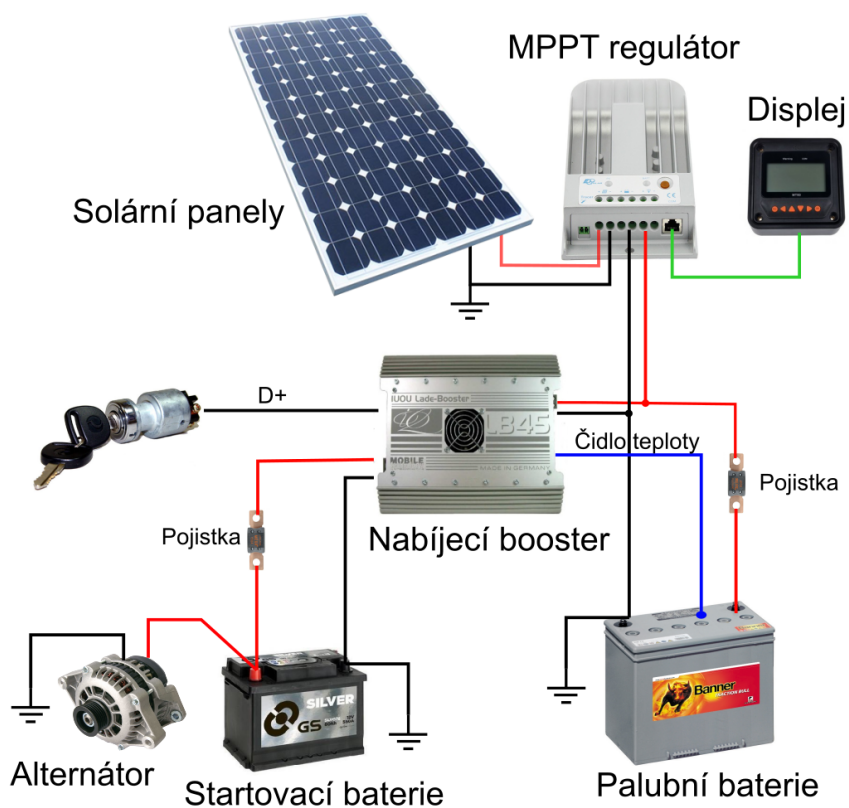 MPPT regulátor
Displej
Solární panely
D+
IUOU Lade-Booster
LB45
MOBILE
MADE IN GERMANY
Čidlo teploty
Pojistka
Pojistka
Nabíjecí booster
SILVER
GS
Banner
Alternátor
Startovací baterie
Palubní baterie